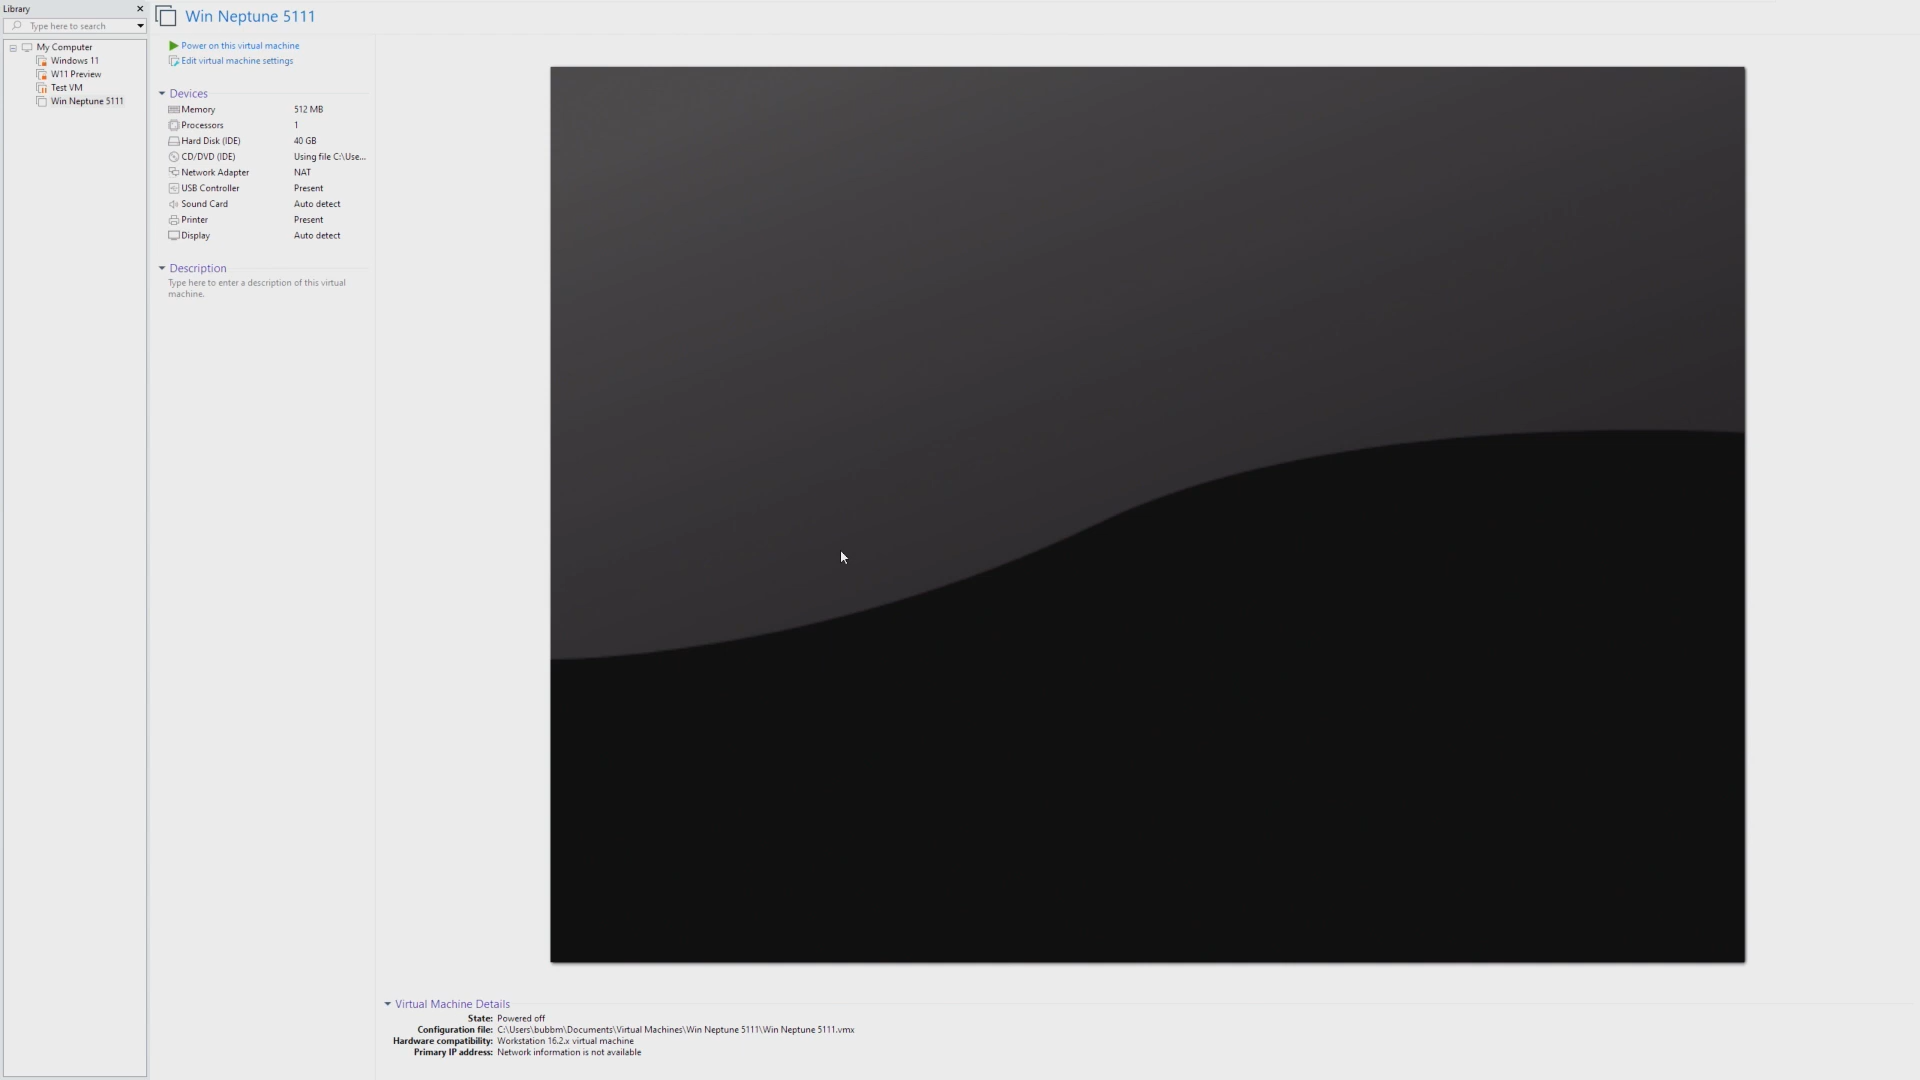 Library
Type here to search
My Computer
Windows 11
W11 Preview
Test VM
Win Neptune 5111
Win Neptune 5111
Power on this virtual machine
Edit virtual machine settings
Devices
Memory 512 MB
Processors 1
Hard Disk (IDE) 40 GB
CD/DVD (IDE) Using file C:\Use...
Network Adapter NAT
USB Controller Present
Sound Card Auto detect
Printer Present
Display Auto detect
Description
Type here to enter a description of this virtual
machine.
Virtual Machine Details
State: Powered off
Configuration file: C:\Users\bubbm\Documents\Virtual Machines\Win Neptune 5111\Win Neptune 5111.vmx
Hardware compatibility: Workstation 16.2.x virtual machine
Primary IP address: Network information is not available